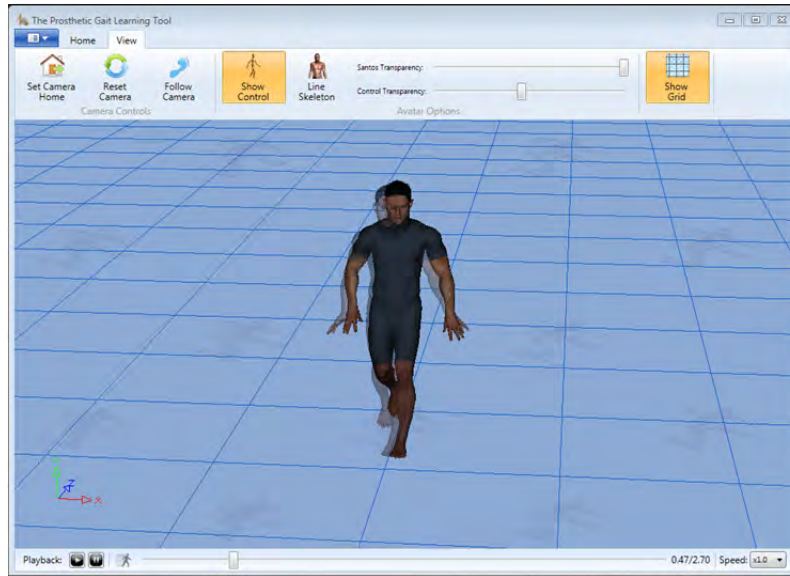 The Prosthetic Gait Learning Tool
Home View
Set Camera Home
Reset Camera
Follow Camera
Camera Controls
Show Control
Line Skeleton
Santos Transparency:
Control Transparency:
Avatar Options
Show Grid
Y
Z
X
Playback: 0.47/2.70 Speed: x1.0